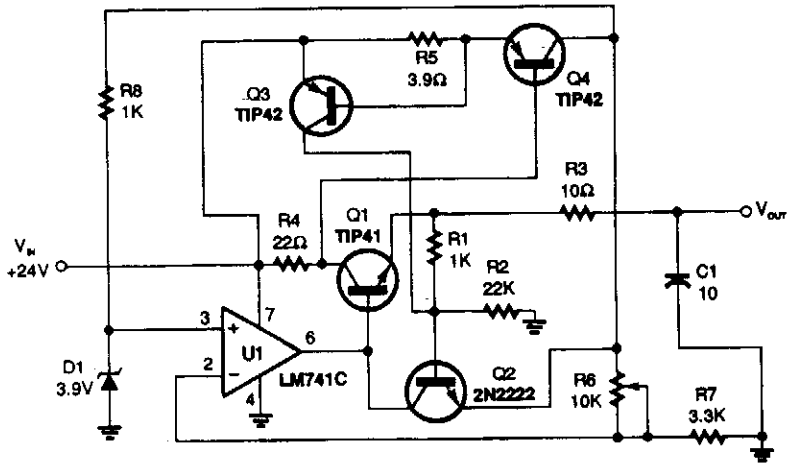 R8
1K
Q3
TIP42
R5
3.9Ω
Q4
TIP42
R3
10Ω
V_OUT
V_IN
+24V
R4
22Ω
Q1
TIP41
R1
1K
R2
22K
C1
10
3
+
7
2
−
U1
6
4
LM741C
D1
3.9V
Q2
2N2222
R6
10K
R7
3.3K